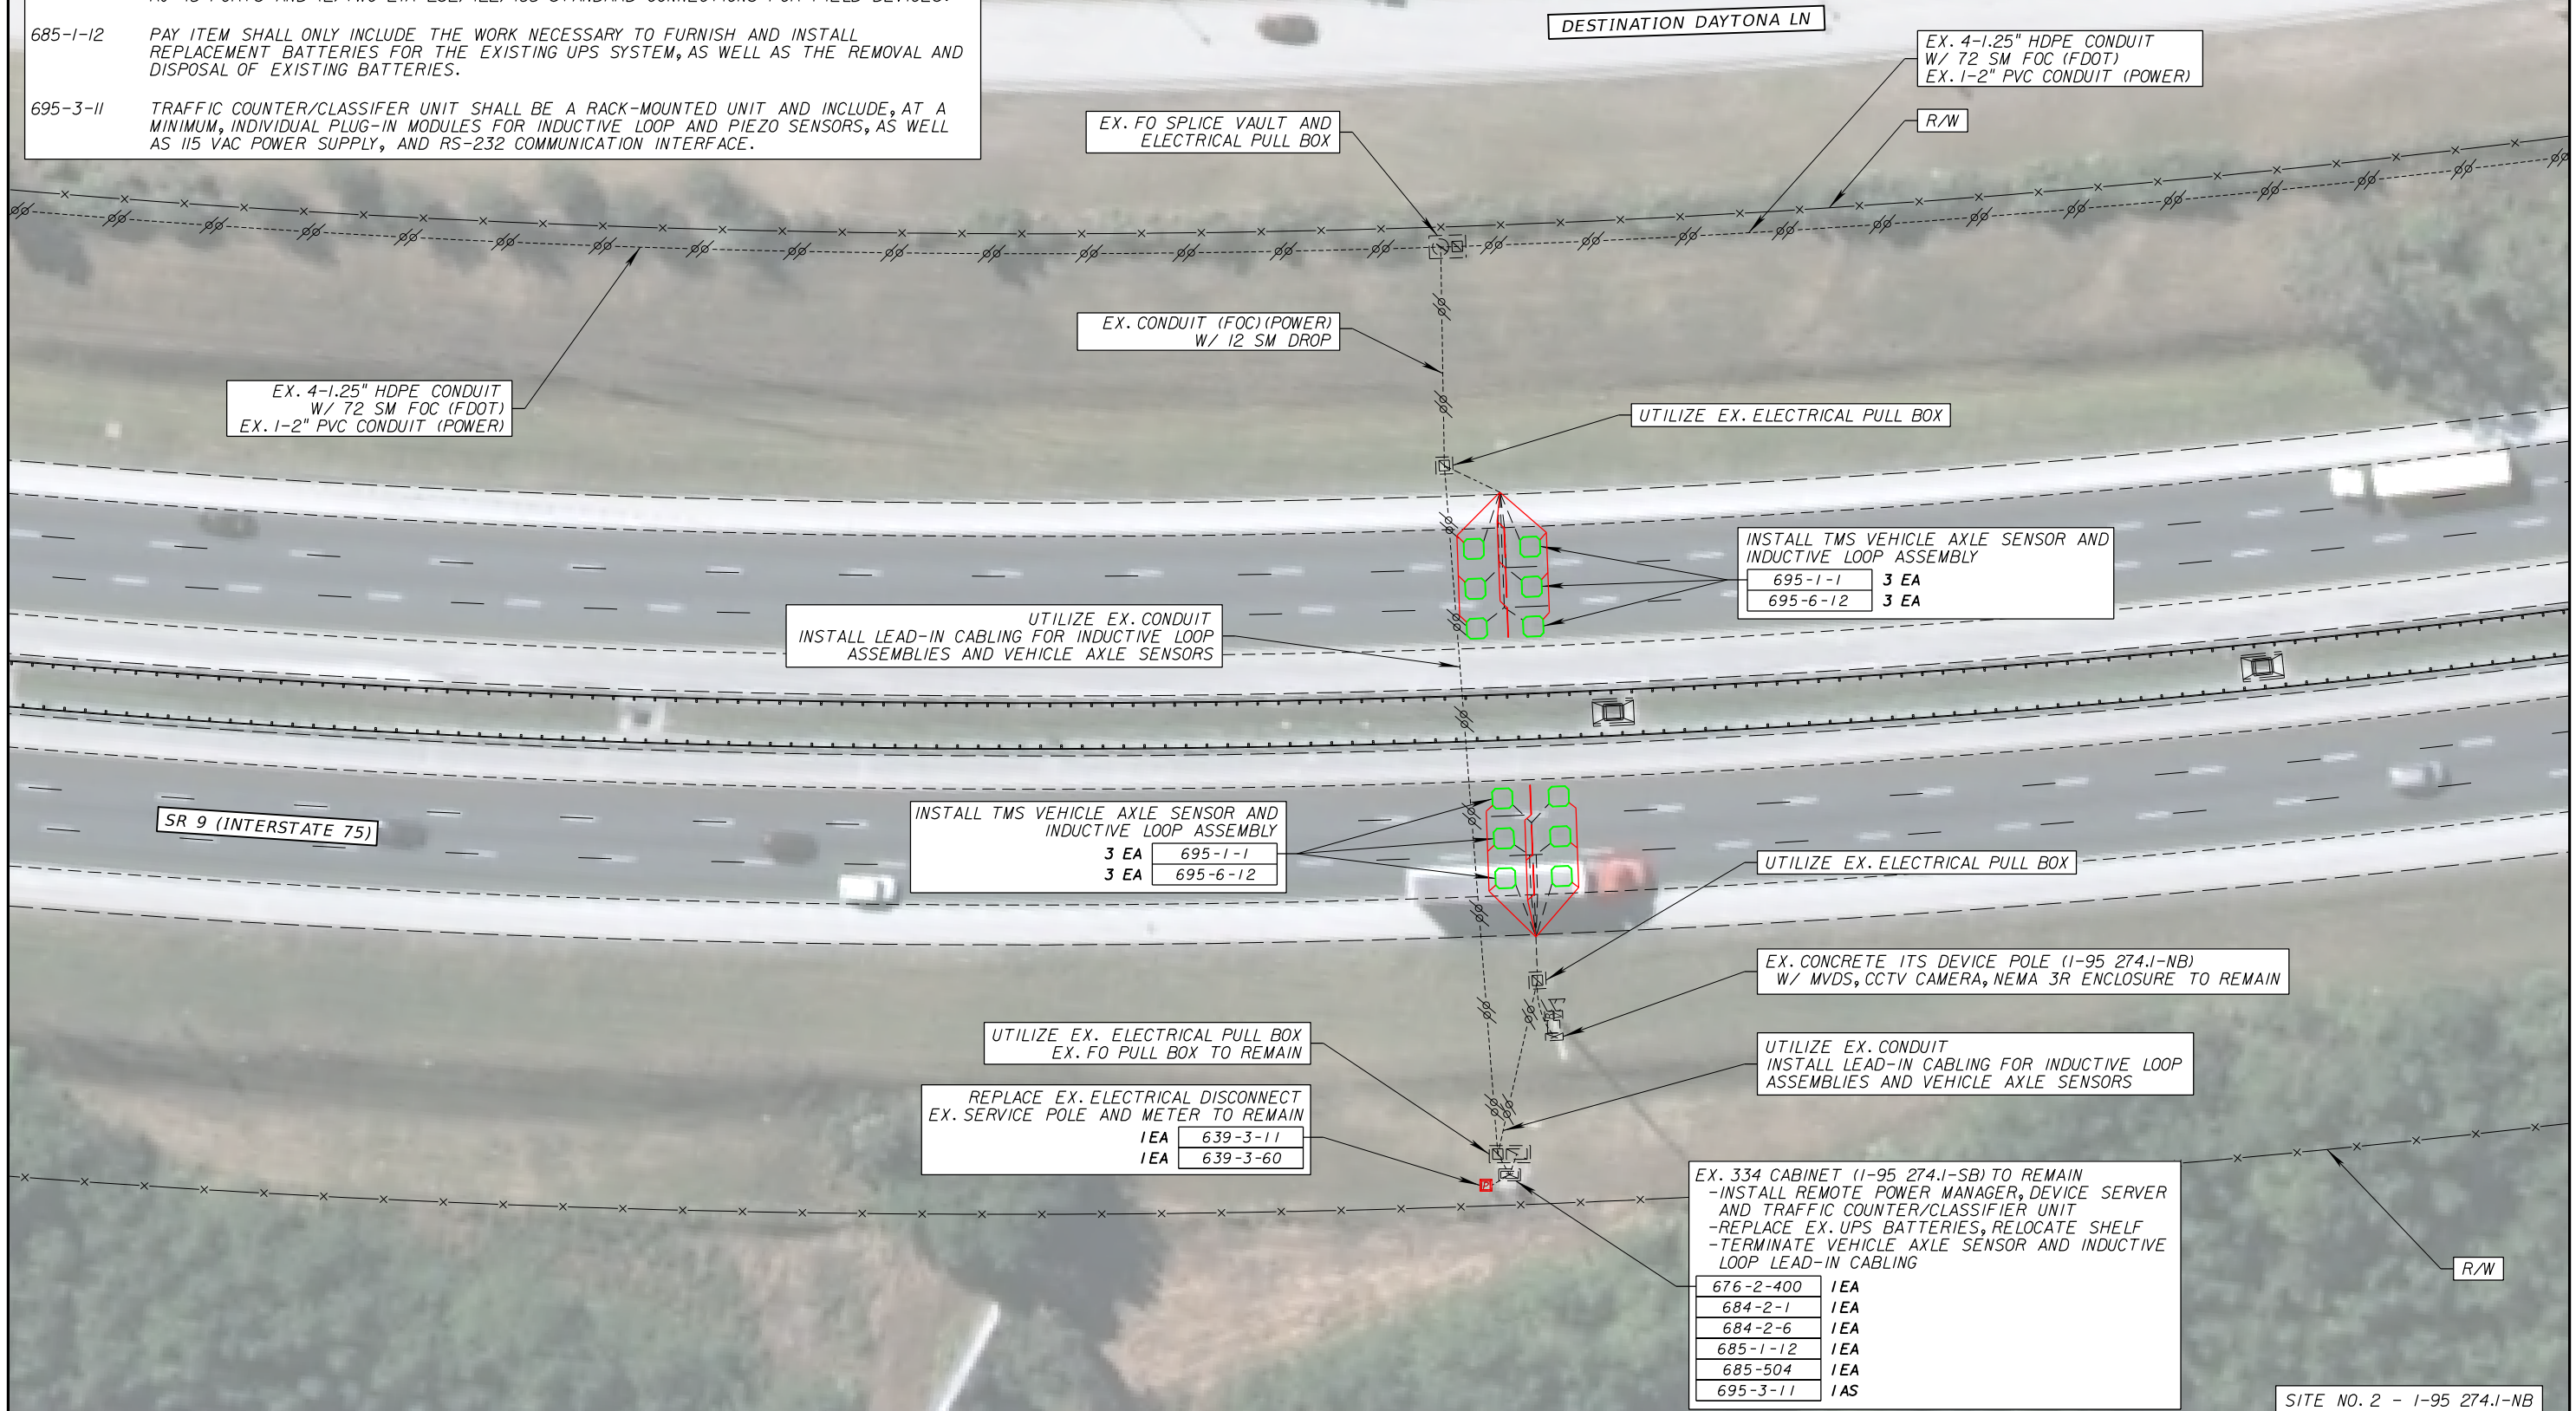 685-1-12 PAY ITEM SHALL ONLY INCLUDE THE WORK NECESSARY TO FURNISH AND INSTALL
REPLACEMENT BATTERIES FOR THE EXISTING UPS SYSTEM, AS WELL AS THE REMOVAL AND
DISPOSAL OF EXISTING BATTERIES.
695-3-11 TRAFFIC COUNTER/CLASSIFER UNIT SHALL BE A RACK-MOUNTED UNIT AND INCLUDE, AT A
MINIMUM, INDIVIDUAL PLUG-IN MODULES FOR INDUCTIVE LOOP AND PIEZO SENSORS, AS WELL
AS 115 VAC POWER SUPPLY, AND RS-232 COMMUNICATION INTERFACE.
DESTINATION DAYTONA LN
EX. 4-1.25" HDPE CONDUIT
W/ 72 SM FOC (FDOT)
EX. 1-2" PVC CONDUIT (POWER)
R/W
EX. FO SPLICE VAULT AND
ELECTRICAL PULL BOX
EX. CONDUIT (FOC)(POWER)
W/ 12 SM DROP
EX. 4-1.25" HDPE CONDUIT
W/ 72 SM FOC (FDOT)
EX. 1-2" PVC CONDUIT (POWER)
UTILIZE EX. ELECTRICAL PULL BOX
INSTALL TMS VEHICLE AXLE SENSOR AND
INDUCTIVE LOOP ASSEMBLY
695-1-1 3 EA
695-6-12 3 EA
UTILIZE EX. CONDUIT
INSTALL LEAD-IN CABLING FOR INDUCTIVE LOOP
ASSEMBLIES AND VEHICLE AXLE SENSORS
SR 9 (INTERSTATE 75)
INSTALL TMS VEHICLE AXLE SENSOR AND
INDUCTIVE LOOP ASSEMBLY
3 EA 695-1-1
3 EA 695-6-12
UTILIZE EX. ELECTRICAL PULL BOX
EX. CONCRETE ITS DEVICE POLE (I-95 274.1-NB)
W/ MVDS, CCTV CAMERA, NEMA 3R ENCLOSURE TO REMAIN
UTILIZE EX. ELECTRICAL PULL BOX
EX. FO PULL BOX TO REMAIN
UTILIZE EX. CONDUIT
INSTALL LEAD-IN CABLING FOR INDUCTIVE LOOP
ASSEMBLIES AND VEHICLE AXLE SENSORS
REPLACE EX. ELECTRICAL DISCONNECT
EX. SERVICE POLE AND METER TO REMAIN
1 EA 639-3-11
1 EA 639-3-60
EX. 334 CABINET (I-95 274.1-SB) TO REMAIN
-INSTALL REMOTE POWER MANAGER, DEVICE SERVER
AND TRAFFIC COUNTER/CLASSIFIER UNIT
-REPLACE EX. UPS BATTERIES, RELOCATE SHELF
-TERMINATE VEHICLE AXLE SENSOR AND INDUCTIVE
LOOP LEAD-IN CABLING
676-2-400 1 EA
684-2-1 1 EA
684-2-6 1 EA
685-1-12 1 EA
685-504 1 EA
695-3-11 1 AS
R/W
SITE NO. 2 - I-95 274.1-NB